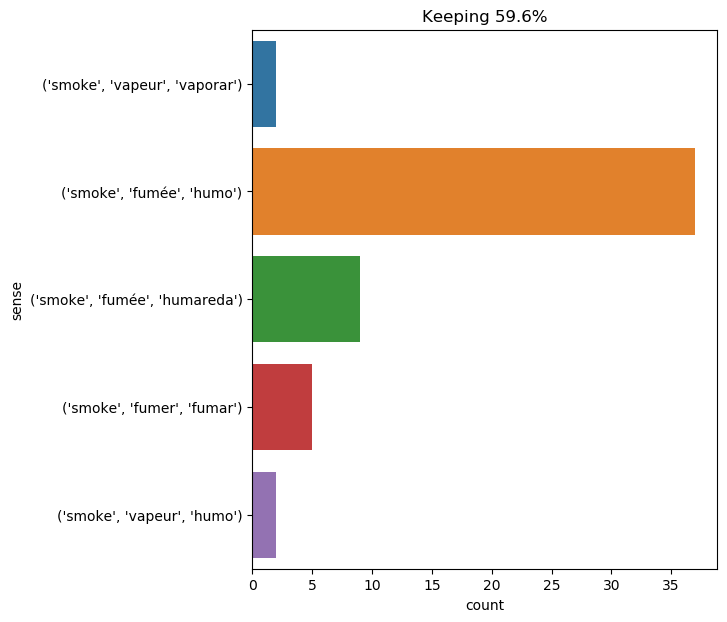 Keeping 59.6%
('smoke', 'vapeur', 'vaporar')
('smoke', 'fumée', 'humo')
('smoke', 'fumée', 'humareda')
('smoke', 'fumer', 'fumar')
('smoke', 'vapeur', 'humo')
sense
0 5 10 15 20 25 30 35
count